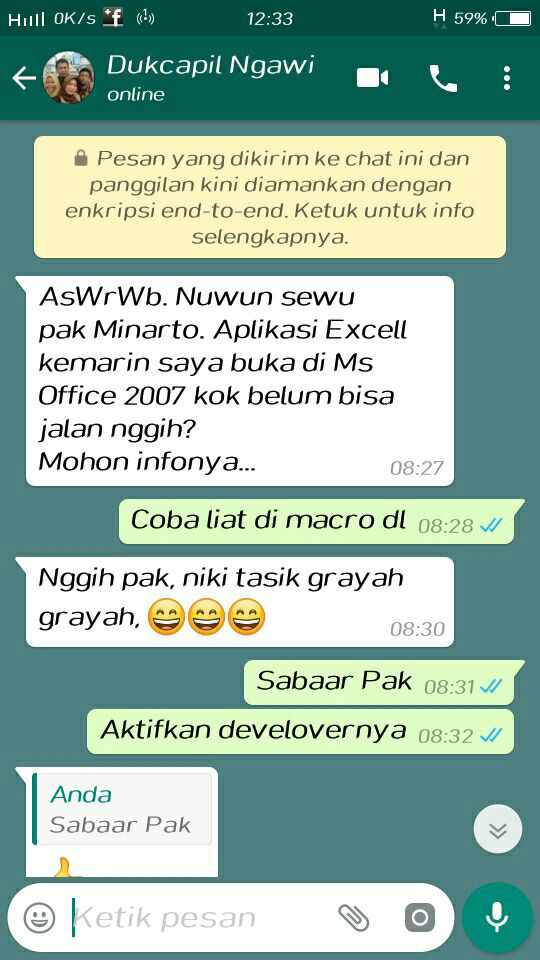 0K/s
12:33
H
59%
Dukcapil Ngawi
online
Pesan yang dikirim ke chat ini dan
panggilan kini diamankan dengan
enkripsi end-to-end. Ketuk untuk info
selengkapnya.
AsWrWb. Nuwun sewu
pak Minarto. Aplikasi Excell
kemarin saya buka di Ms
Office 2007 kok belum bisa
jalan nggih?
Mohon infonya...
08:27
Coba liat di macro dl 08:28
Nggih pak, niki tasik grayah
grayah, 😄😄😄
08:30
Sabaar Pak 08:31
Aktifkan develovernya 08:32
Anda
Sabaar Pak
Ketik pesan